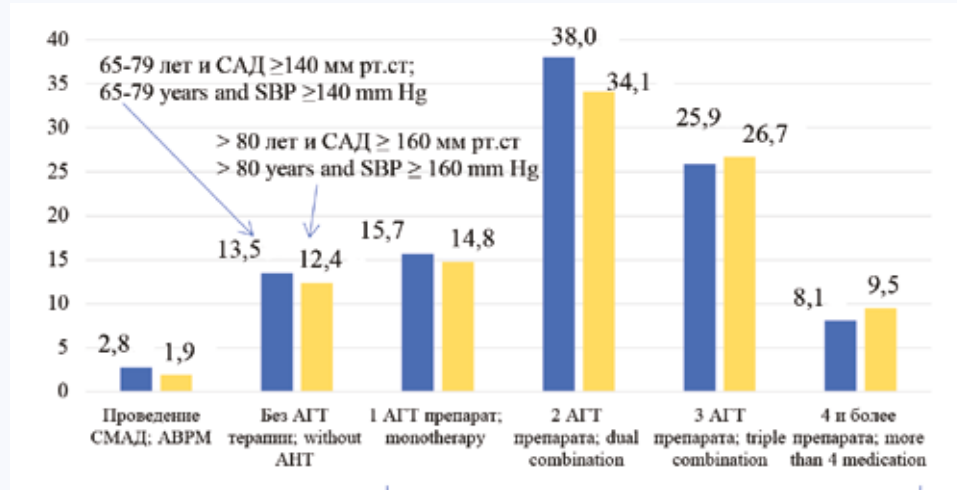 40
35
30
25
20
15
10
5
0
65-79 лет и САД ≥140 мм рт.ст;
65-79 years and SBP ≥140 mm Hg
> 80 лет и САД ≥ 160 мм рт.ст
> 80 years and SBP ≥ 160 mm Hg
2,8
1,9
13,5
12,4
15,7
14,8
38,0
34,1
25,9
26,7
8,1
9,5
Проведение
СМАД; ABPM
Без АГТ
терапии; without
AHT
1 АГТ препарат;
monotherapy
2 АГТ
препарата; dual
combination
3 АГТ
препарата; triple
combination
4 и более
препарата; more
than 4 medication